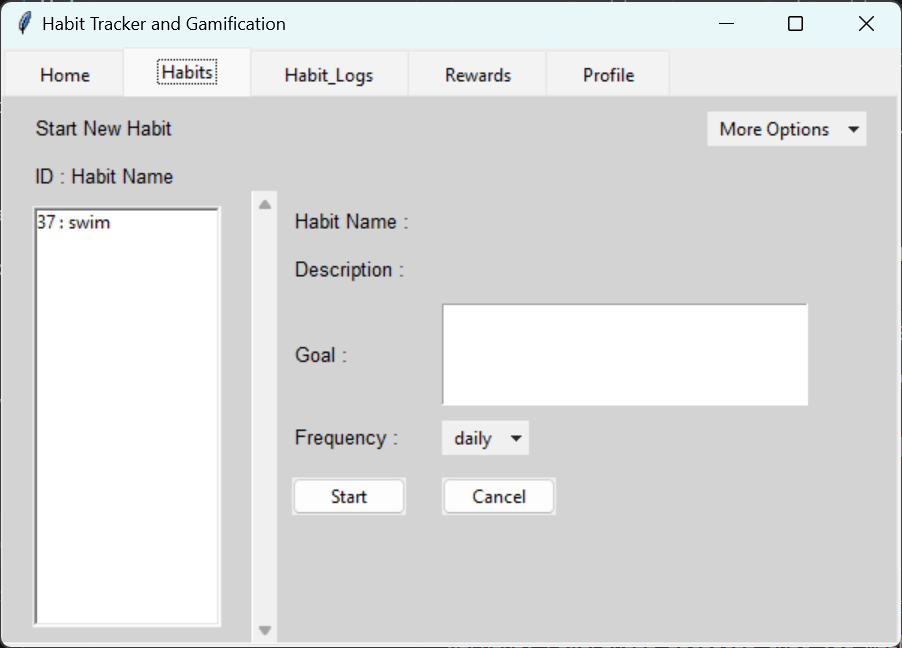 Habit Tracker and Gamification
Home Habits Habit_Logs Rewards Profile
Start New Habit More Options
ID : Habit Name
37 : swim
Habit Name :
Description :
Goal :
Frequency : daily
Start Cancel